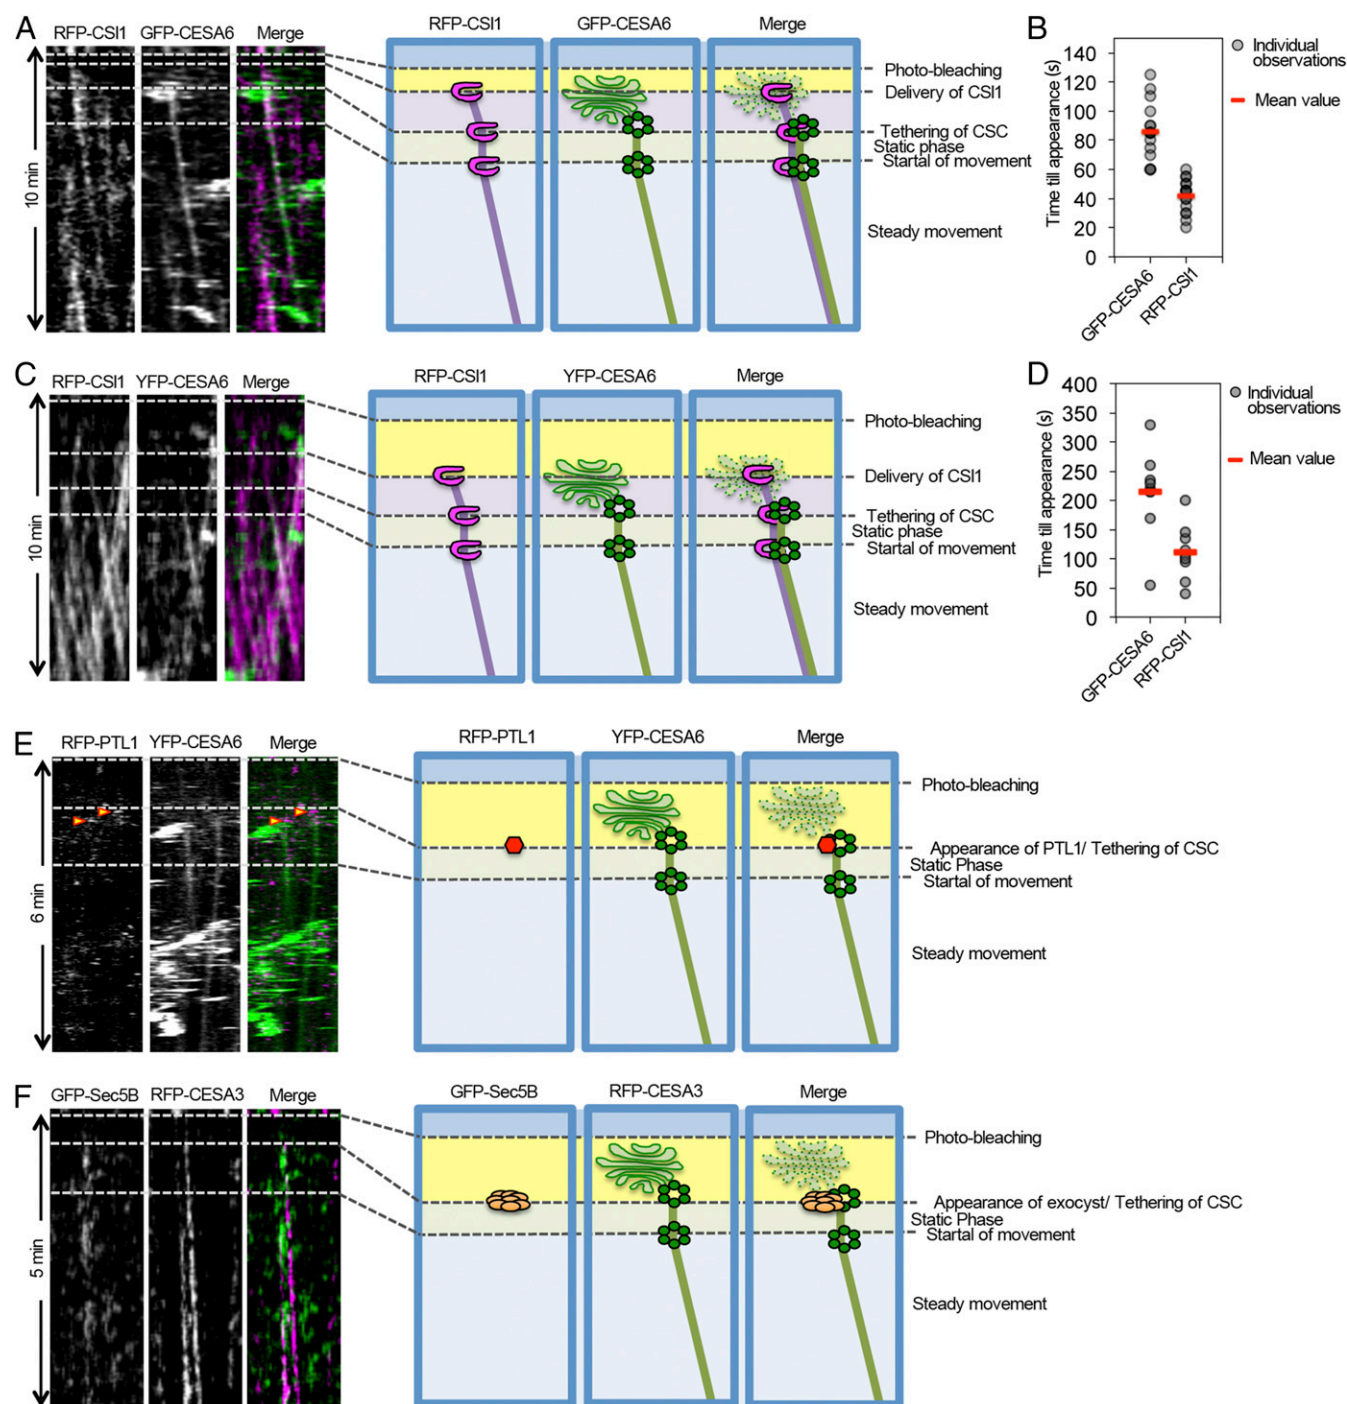 A
RFP-CSI1 GFP-CESA6 Merge
10 min
RFP-CSI1 GFP-CESA6 Merge
Photo-bleaching
Delivery of CSI1
Tethering of CSC
Static phase
Startal of movement
Steady movement
B
Time till appearance (s)
140
120
100
80
60
40
20
0
GFP-CESA6
RFP-CSI1
Individual
observations
Mean value
C
RFP-CSI1 YFP-CESA6 Merge
10 min
RFP-CSI1 YFP-CESA6 Merge
Photo-bleaching
Delivery of CSI1
Tethering of CSC
Static phase
Startal of movement
Steady movement
D
Time till appearance (s)
400
350
300
250
200
150
100
50
0
GFP-CESA6
RFP-CSI1
Individual
observations
Mean value
E
RFP-PTL1 YFP-CESA6 Merge
6 min
RFP-PTL1 YFP-CESA6 Merge
Photo-bleaching
Appearance of PTL1/ Tethering of CSC
Static Phase
Startal of movement
Steady movement
F
GFP-Sec5B RFP-CESA3 Merge
5 min
GFP-Sec5B RFP-CESA3 Merge
Photo-bleaching
Appearance of exocyst/ Tethering of CSC
Static Phase
Startal of movement
Steady movement